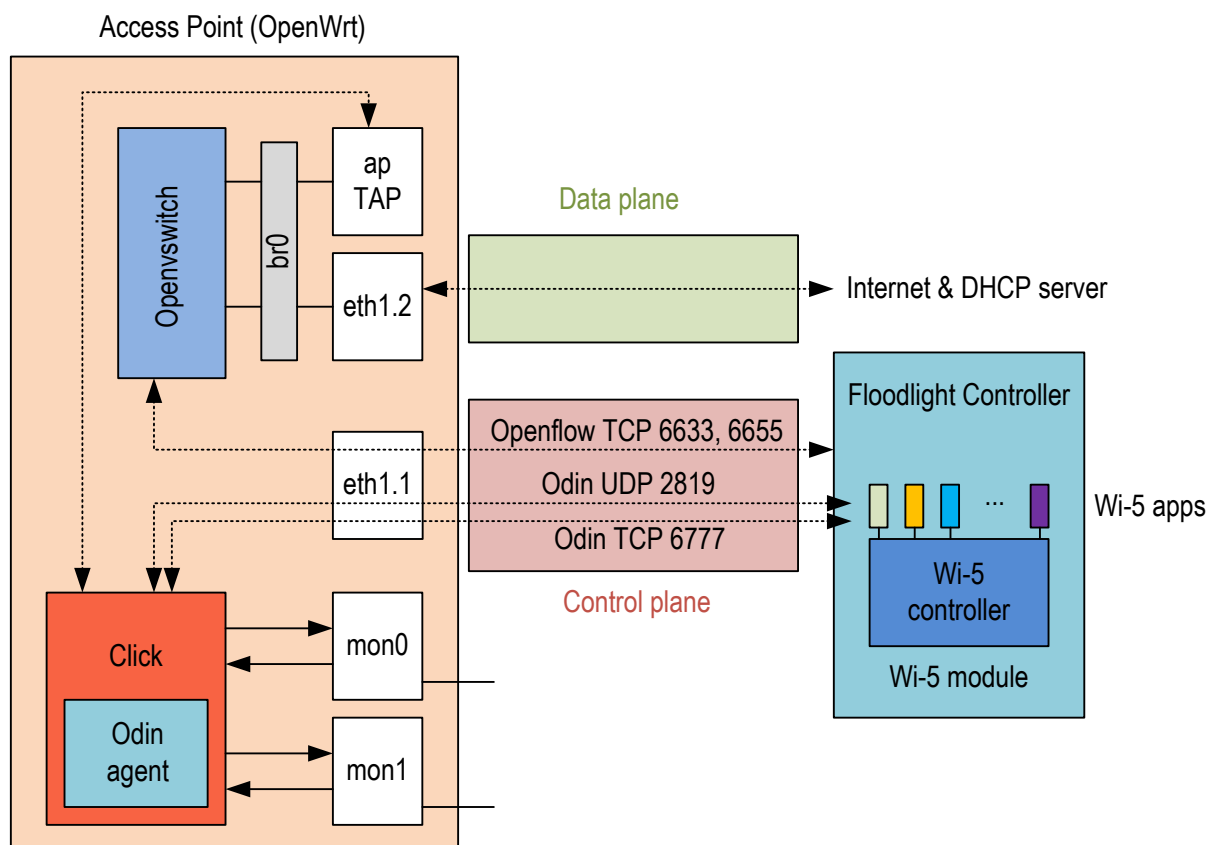 Access Point (OpenWrt)
Openvswitch
br0
ap
TAP
eth1.2
Data plane
Internet & DHCP server
eth1.1
Openflow TCP 6633, 6655
Odin UDP 2819
Odin TCP 6777
Control plane
Floodlight Controller
...
Wi-5 apps
Wi-5
controller
Wi-5 module
Click
Odin
agent
mon0
mon1